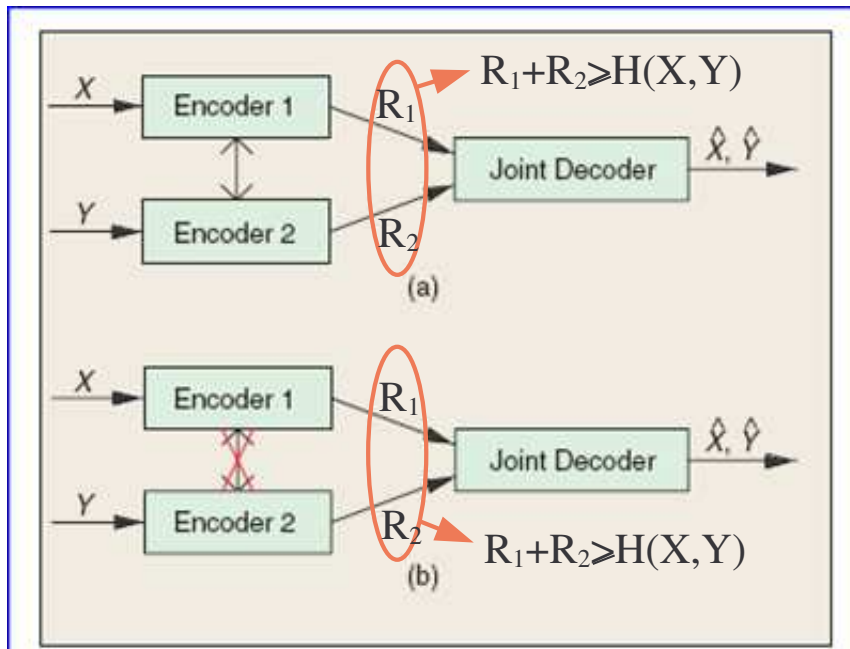 X
Encoder 1
R₁
R₁+R₂⩾H(X,Y)
Joint Decoder
X̂, Ŷ
Y
Encoder 2
R₂
(a)
X
Encoder 1
R₁
Joint Decoder
X̂, Ŷ
Y
Encoder 2
R₂
R₁+R₂⩾H(X,Y)
(b)